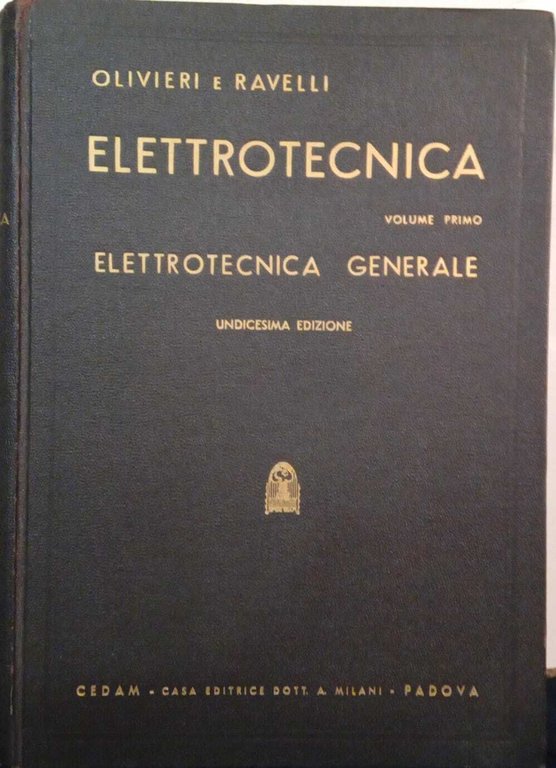 OLIVIERI E RAVELLI
ELETTROTECNICA
VOLUME PRIMO
ELETTROTECNICA GENERALE
UNDICESIMA EDIZIONE
CEDAM - CASA EDITRICE DOTT. A. MILANI - PADOVA
A